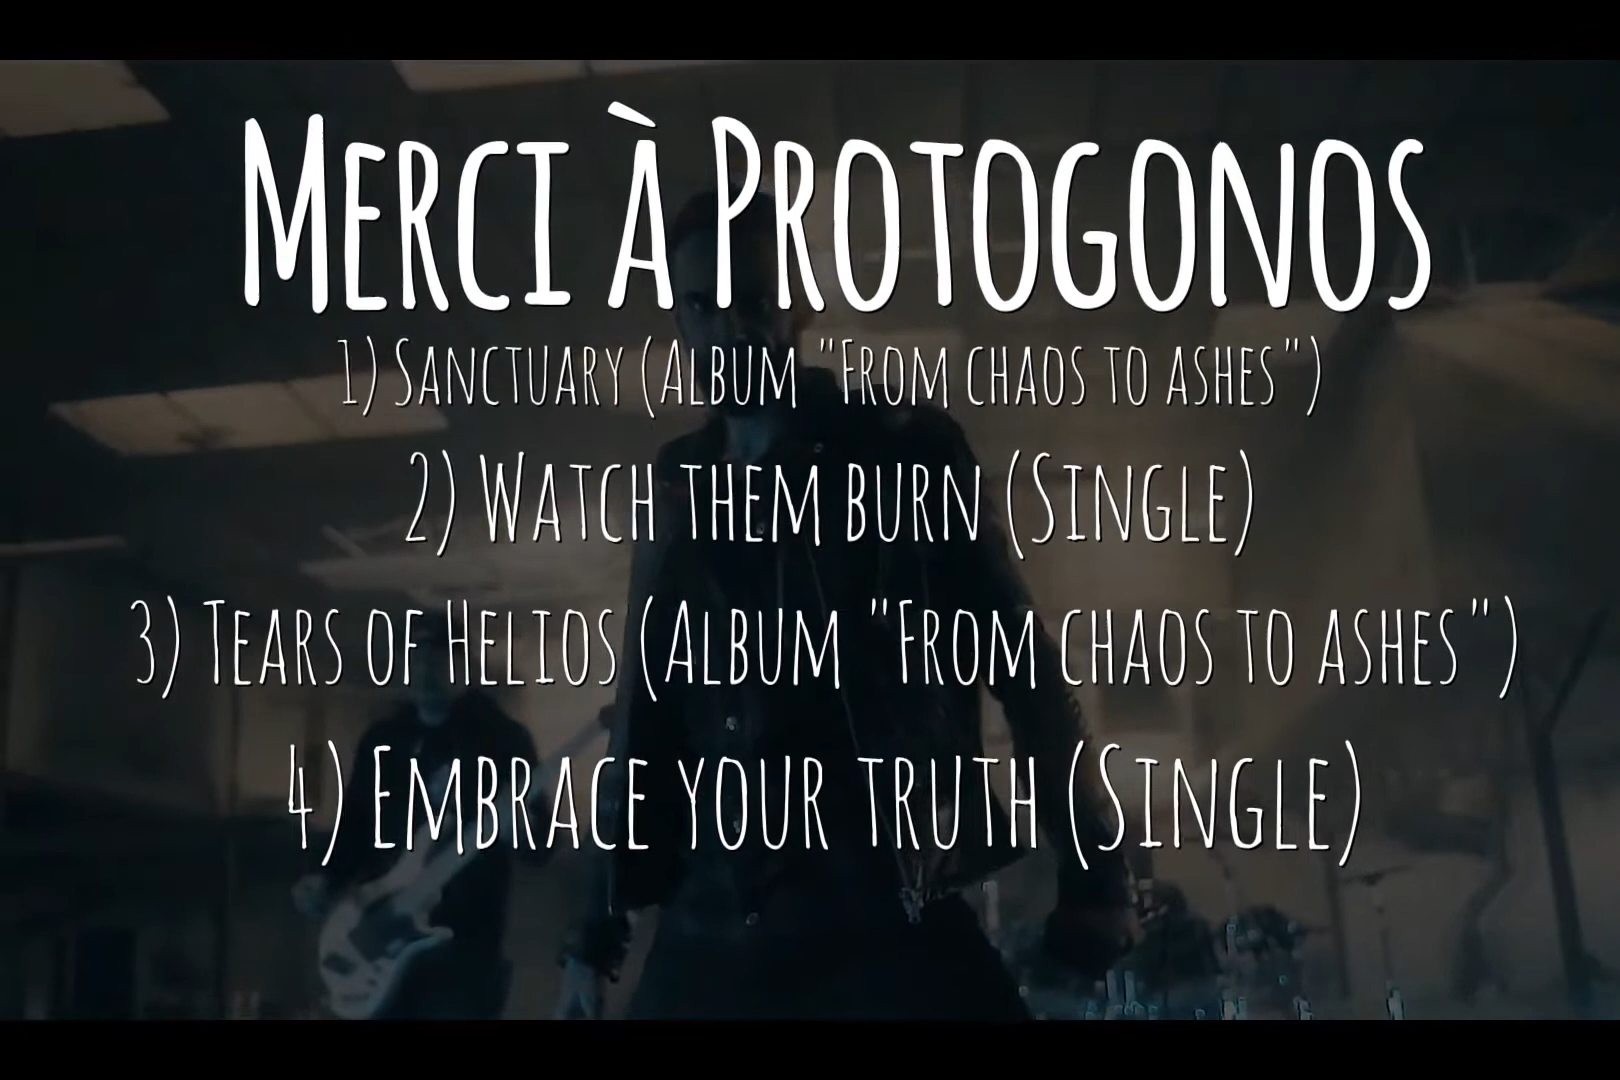 Merci à Protogonos
1) Sanctuary (Album "From chaos to ashes")
2) Watch them burn (Single)
3) Tears of Helios (Album "From chaos to ashes")
4) Embrace your truth (Single)